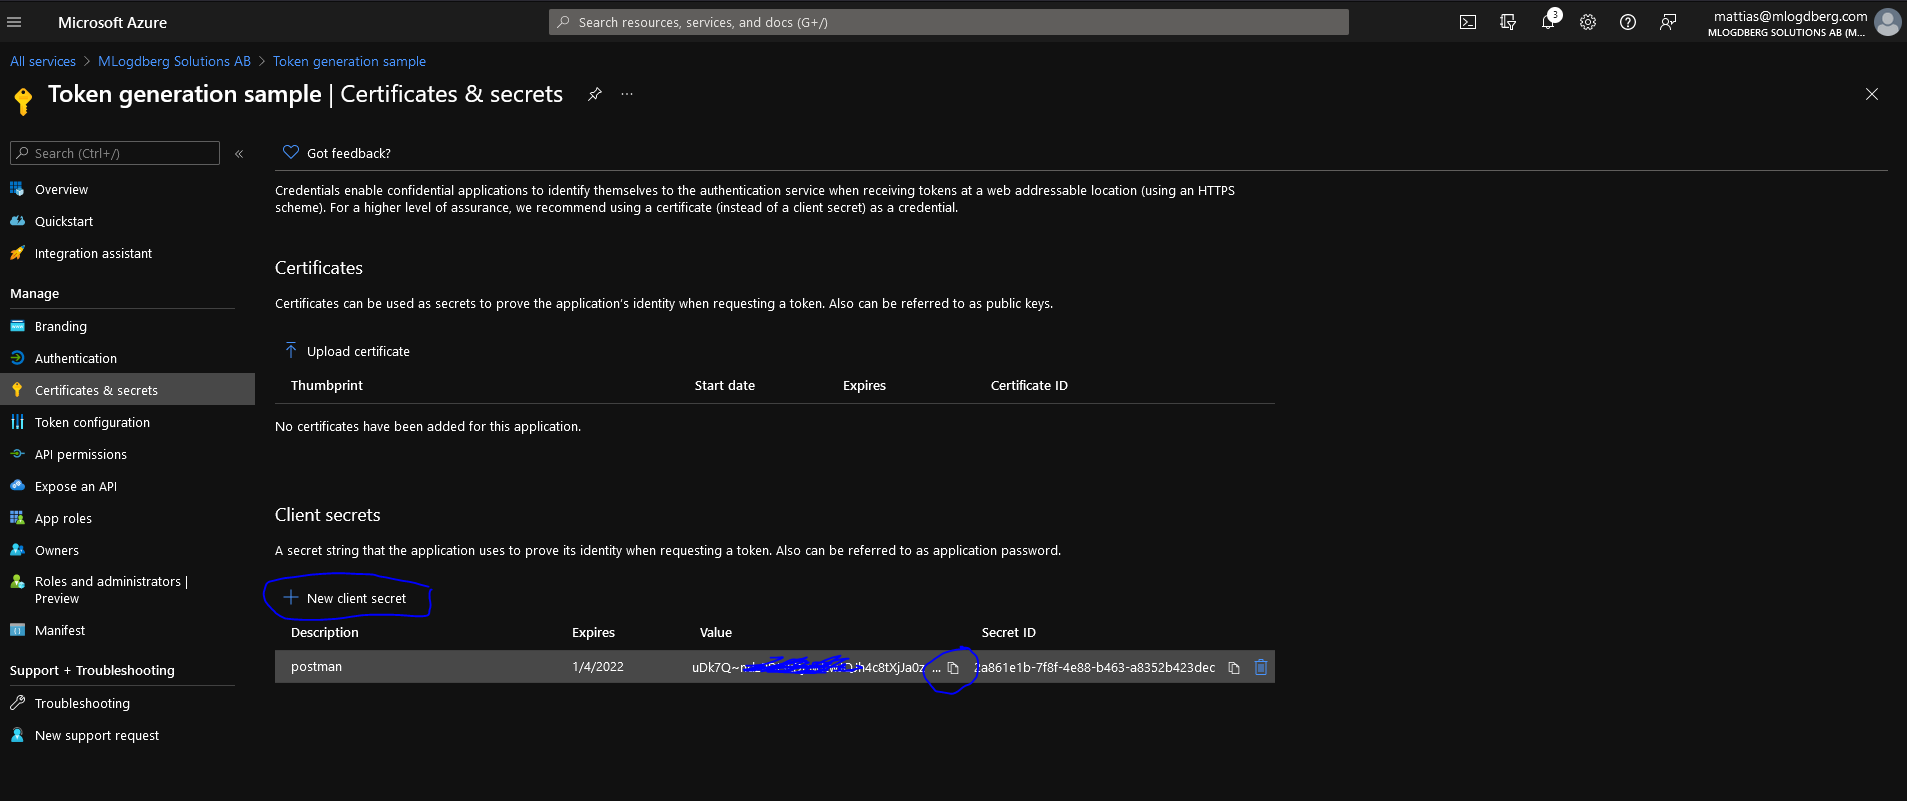 Microsoft Azure
Search resources, services, and docs (G+/)
3
mattias@mlogdberg.com
MLOGDBERG SOLUTIONS AB (M...
All services > MLogdberg Solutions AB > Token generation sample
Token generation sample | Certificates & secrets
...
Search (Ctrl+/)
«
Got feedback?
Overview
Quickstart
Integration assistant
Manage
Branding
Authentication
Certificates & secrets
Token configuration
API permissions
Expose an API
App roles
Owners
Roles and administrators |
Preview
Manifest
Support + Troubleshooting
Troubleshooting
New support request
Credentials enable confidential applications to identify themselves to the authentication service when receiving tokens at a web addressable location (using an HTTPS
scheme). For a higher level of assurance, we recommend using a certificate (instead of a client secret) as a credential.
Certificates
Certificates can be used as secrets to prove the application's identity when requesting a token. Also can be referred to as public keys.
Upload certificate
Thumbprint Start date Expires Certificate ID
No certificates have been added for this application.
Client secrets
A secret string that the application uses to prove its identity when requesting a token. Also can be referred to as application password.
New client secret
Description Expires Value Secret ID
postman 1/4/2022 ... 2a861e1b-7f8f-4e88-b463-a8352b423dec